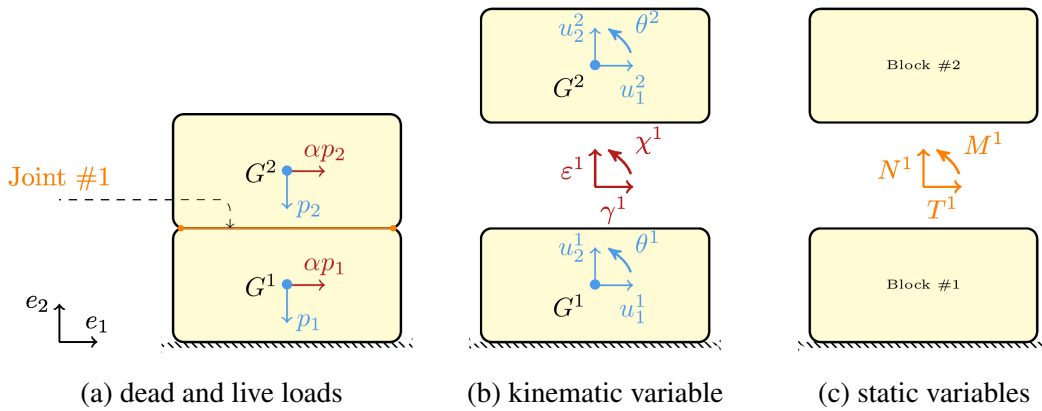 G² αp₂
p₂
Joint #1
G¹ αp₁
p₁
e₂
e₁
(a) dead and live loads
u₂² θ²
G² u₁²
ε¹ χ¹
γ¹
u₂¹ θ¹
G¹ u₁¹
(b) kinematic variable
Block #2
N¹ M¹
T¹
Block #1
(c) static variables